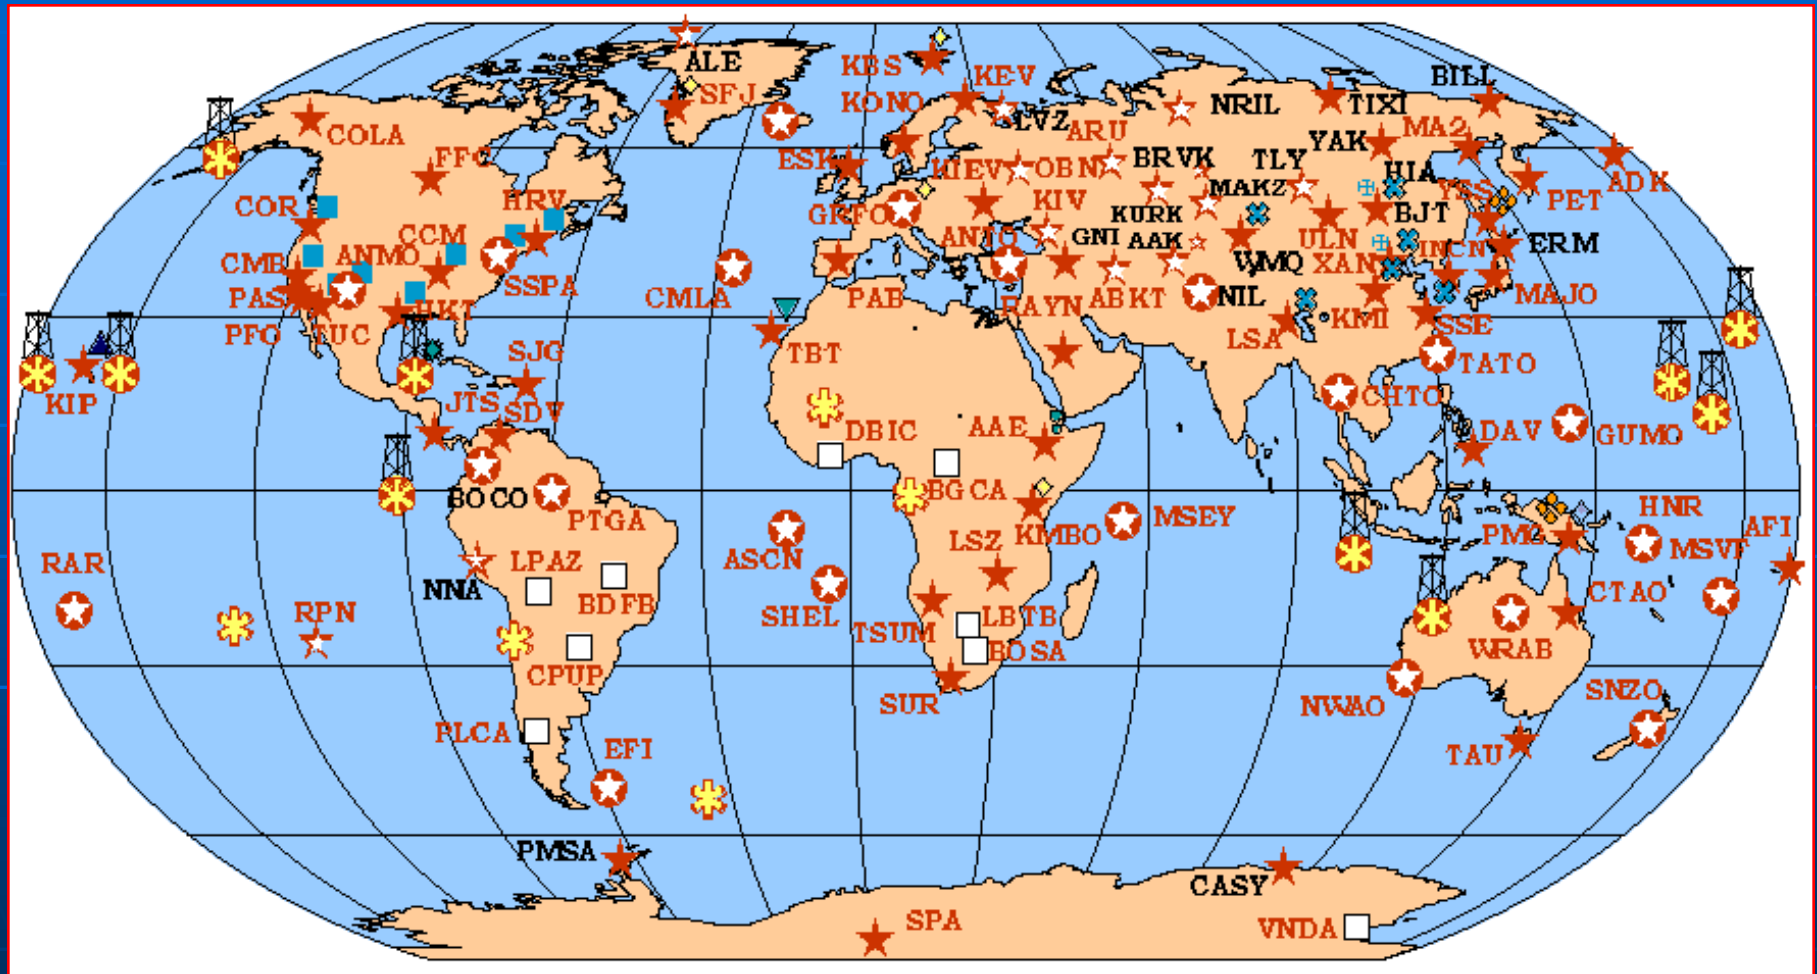 ALE
KBS
KEV
BILL
SFJ
KONO
NRIL
TIXI
COLA
LVZ
ARU
YAK
MA2
FFC
ESK
KIEV
OBN
BRVK
TLY
HIA
YSS
ADK
COR
HRV
GRFO
KIV
MAKZ
PET
KURK
BJT
CCM
ANMO
ANTO
GNI
AAK
ULN
INCN
ERM
CMB
WMQ
XAN
SSPA
CMLA
PAB
ABKT
NIL
MAJO
PAS
RAYN
PFO
TUC
HKT
TBT
LSA
KMI
SSE
SJG
TATO
KIP
JTS
SDV
CHTO
DBIC
AAE
DAV
GUMO
BOCO
BGCA
PTGA
KMBO
MSEY
HNR
LSZ
PMG
MSVF
AFI
RAR
LPAZ
ASCN
NNA
BDFB
CTAO
RPN
SHEL
TSUM
LBTB
BOSA
WRAB
CPUP
SUR
NWAO
SNZO
PLCA
EFI
TAU
PMSA
CASY
SPA
VNDA